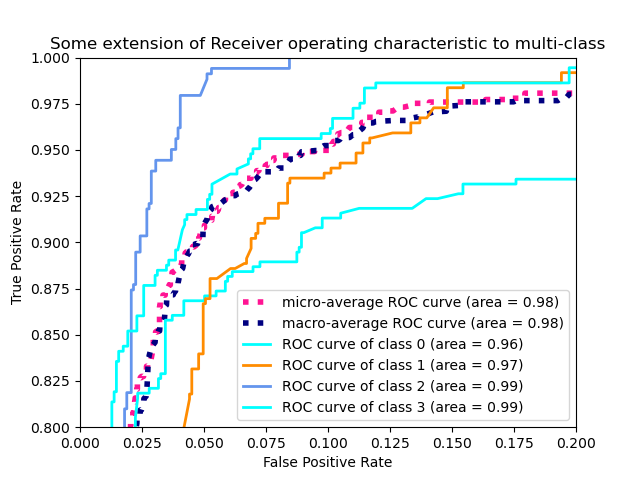 Some extension of Receiver operating characteristic to multi-class
1.000
0.975
0.950
0.925
0.900
0.875
0.850
0.825
0.800
True Positive Rate
micro-average ROC curve (area = 0.98)
macro-average ROC curve (area = 0.98)
ROC curve of class 0 (area = 0.96)
ROC curve of class 1 (area = 0.97)
ROC curve of class 2 (area = 0.99)
ROC curve of class 3 (area = 0.99)
0.000 0.025 0.050 0.075 0.100 0.125 0.150 0.175 0.200
False Positive Rate